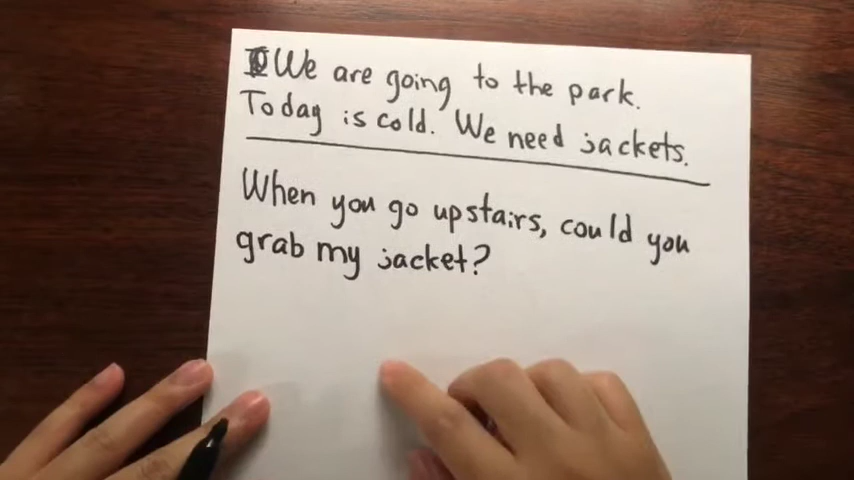 We are going to the park.
Today is cold. We need jackets.
When you go upstairs, could you
grab my jacket?